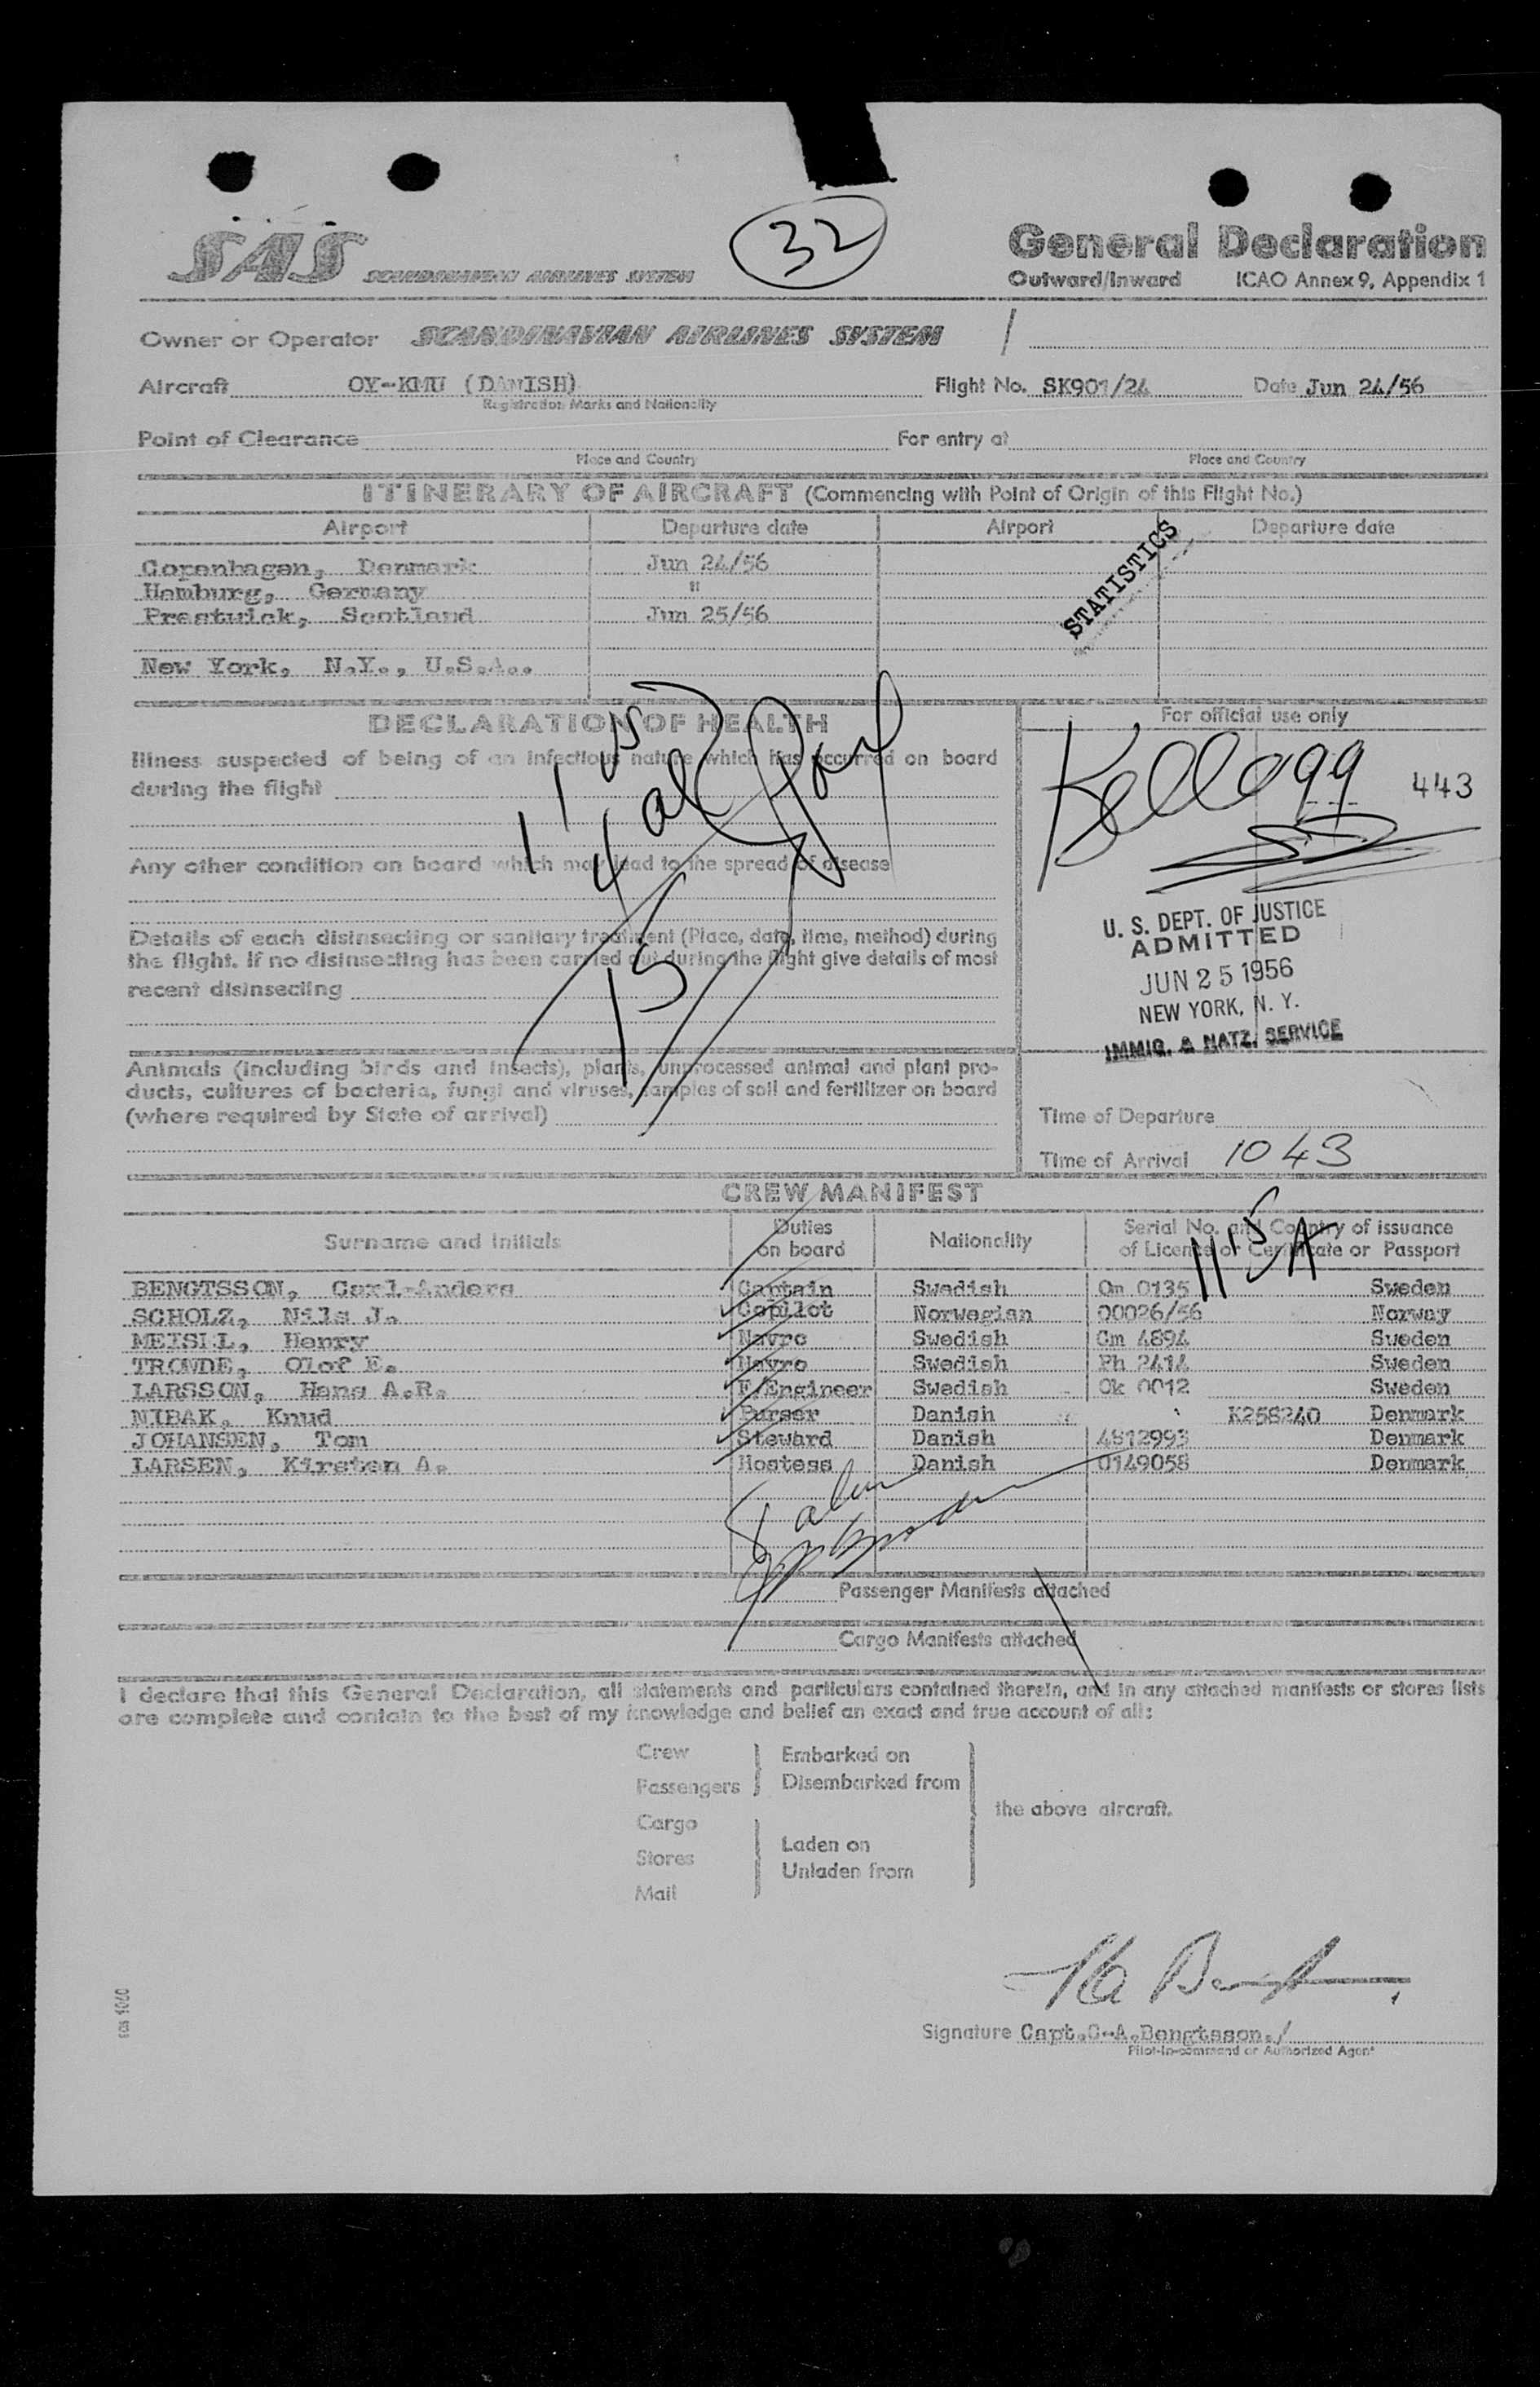 SAS SCANDINAVIAN AIRLINES SYSTEM
32
General Declaration
Outward/Inward ICAO Annex 9, Appendix 1
Owner or Operator SCANDINAVIAN AIRLINES SYSTEM
Aircraft OY-KMU (DANISH) Flight No. SK901/24 Date Jun 24/56
Registration Marks and Nationality
Point of Clearance For entry at
Place and Country Place and Country
ITINERARY OF AIRCRAFT (Commencing with Point of Origin of this Flight No.)
Airport Departure date Airport Departure date
Copenhagen, Denmark Jun 24/56
Hamburg, Germany "
Prestwick, Scotland Jun 25/56
New York, N.Y., U.S.A..
STATISTICS
DECLARATION OF HEALTH
Illness suspected of being of an infectious nature which has occurred on board
during the flight
Any other condition on board which may lead to the spread of disease
Details of each disinsecting or sanitary treatment (Place, date, time, method) during
the flight. If no disinsecting has been carried out during the flight give details of most
recent disinsecting
Animals (including birds and insects), plants, unprocessed animal and plant pro-
ducts, cultures of bacteria, fungi and viruses, samples of soil and fertilizer on board
(where required by State of arrival)
11 US
4 al
15
For official use only
Kellogg 443
U. S. DEPT. OF JUSTICE
ADMITTED
JUN 25 1956
NEW YORK, N. Y.
IMMIG. & NATZ. SERVICE
Time of Departure
Time of Arrival 1043
CREW MANIFEST
Surname and Initials Duties on board Nationality Serial No. and Country of issuance of Licence or Certificate or Passport
BENGTSSON, Carl-Anders Captain Swedish Cm 0135 Sweden
SCHOLZ, Nils J. Copilot Norwegian 00026/56 Norway
MEISLL, Henry Navro Swedish Cm 4894 Sweden
TRONDE, Olof E. Navro Swedish Ph 2414 Sweden
LARSSON, Hans A.R. F/Engineer Swedish Ok 0012 Sweden
NIBAK, Knud Purser Danish K258240 Denmark
JOHANSEN, Tom Steward Danish 4812993 Denmark
LARSEN, Kirsten A. Hostess Danish 0149058 Denmark
8 alien
Passenger Manifests attached
Cargo Manifests attached
I declare that this General Declaration, all statements and particulars contained therein, and in any attached manifests or stores lists
are complete and contain to the best of my knowledge and belief an exact and true account of all:
Crew Embarked on
Passengers Disembarked from
the above aircraft.
Cargo
Laden on
Stores
Unladen from
Mail
Signature Capt.C-A.Bengtsson./
Pilot-in-command or Authorized Agent